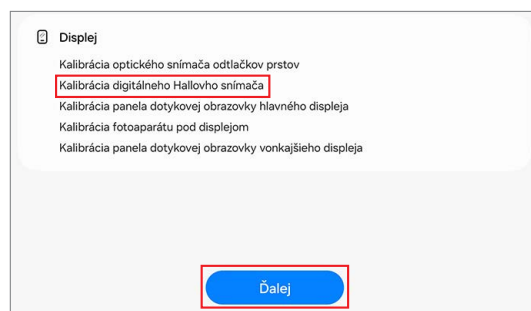 Displej
Kalibrácia optického snímača odtlačkov prstov
Kalibrácia digitálneho Hallovho snímača
Kalibrácia panela dotykovej obrazovky hlavného displeja
Kalibrácia fotoaparátu pod displejom
Kalibrácia panela dotykovej obrazovky vonkajšieho displeja
Ďalej